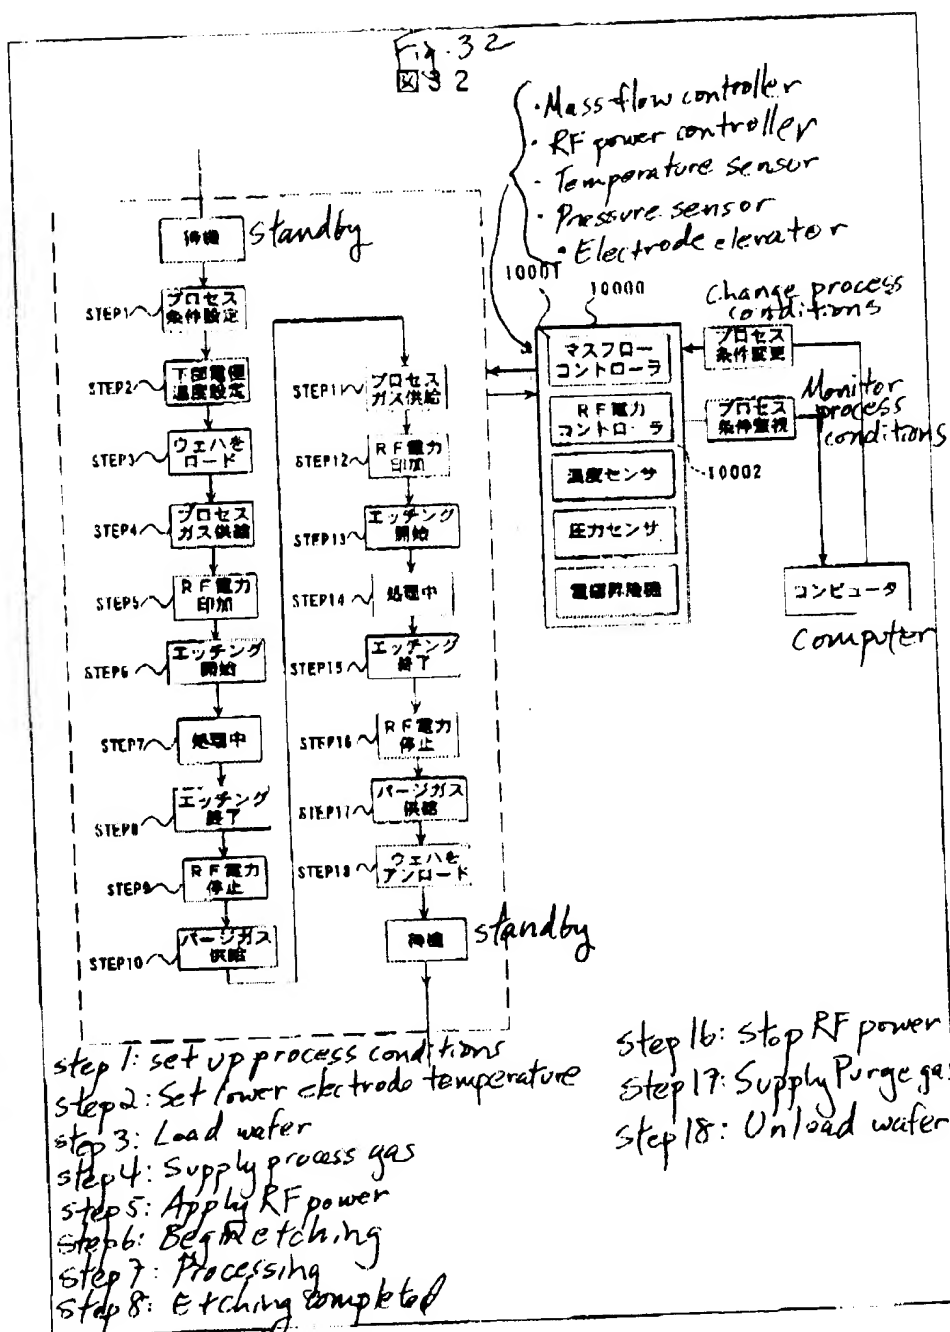 Fig. 32
図32
・Mass flow controller
・RF power controller
- Temperature sensor
・Pressure sensor
・Electrode elevator
待機
standby
STEP1
プロセス
条件設定
STEP2
下部電極
温度設定
STEP3
ウェハを
ロード
STEP4
プロセス
ガス供給
STEP5
RF電力
印加
STEP6
エッチング
開始
STEP7
処理中
STEP8
エッチング
終了
STEP9
RF電力
停止
STEP10
パージガス
供給
STEP11
プロセス
ガス供給
STEP12
RF電力
印加
STEP13
エッチング
開始
STEP14
処理中
STEP15
エッチング
終了
STEP16
RF電力
停止
STEP17
パージガス
供給
STEP18
ウェハを
アンロード
待機
standby
10001
10000
マスフロー
コントローラ
RF電力
コントローラ
10002
温度センサ
圧力センサ
電極昇降機
Change process
conditions
プロセス
条件変更
Monitor
process
conditions
プロセス
条件監視
コンピュータ
Computer
step 1: set up process conditions
step 2: Set lower electrode temperature
step 3: Load wafer
step 4: Supply process gas
step 5: Apply RF power
step 6: Begin etching
step 7: Processing
step 8: Etching completed
step 16: Stop RF power
step 17: Supply Purge gas
step 18: Unload wafer